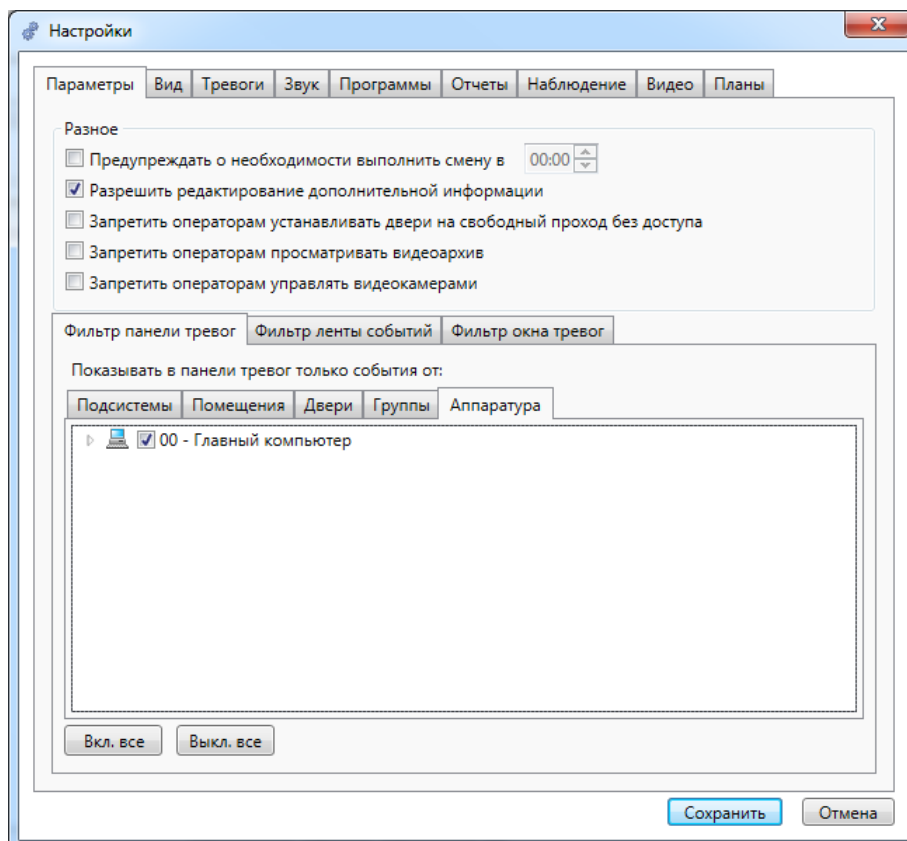 Настройки
Параметры Вид Тревоги Звук Программы Отчеты Наблюдение Видео Планы
Разное
Предупреждать о необходимости выполнить смену в 00:00
Разрешить редактирование дополнительной информации
Запретить операторам устанавливать двери на свободный проход без доступа
Запретить операторам просматривать видеоархив
Запретить операторам управлять видеокамерами
Фильтр панели тревог Фильтр ленты событий Фильтр окна тревог
Показывать в панели тревог только события от:
Подсистемы Помещения Двери Группы Аппаратура
00 - Главный компьютер
Вкл. все Выкл. все
Сохранить Отмена